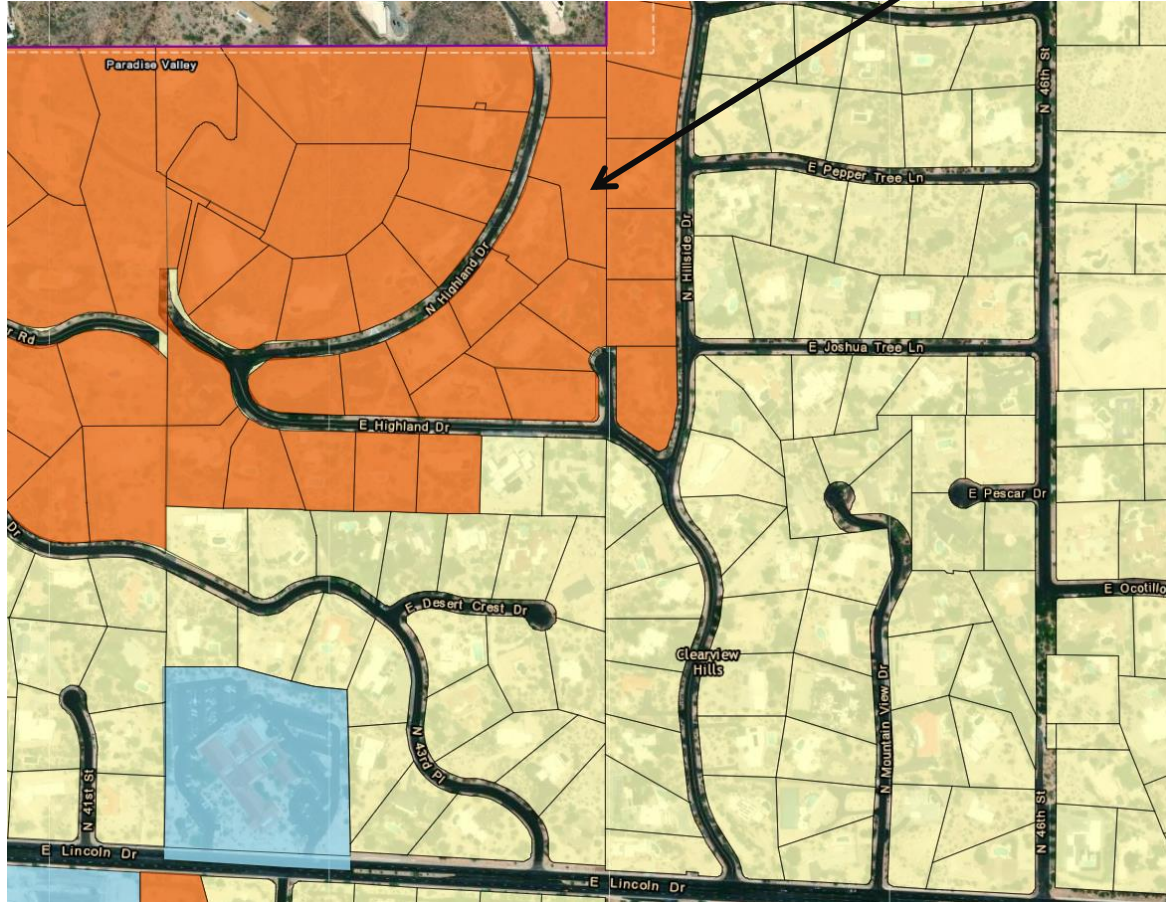 Paradise Valley
N 46th St
E Pepper Tree Ln
N Hillside Dr
N Highland Dr
r Rd
E Joshua Tree Ln
E Highland Dr
E Pescar Dr
Dr
E Ocotillo
E Desert Crest Dr
Clearview
Hills
N Mountain View Dr
N 43rd Pl
N 41st St
N 46th St
E Lincoln Dr
E Lincoln Dr